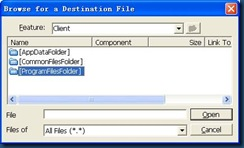 Browse for a Destination File
Feature: Client
Name Component Size Link To
[AppDataFolder]
[CommonFilesFolder]
[ProgramFilesFolder]
File Open
Files of All Files (*.*) Cancel